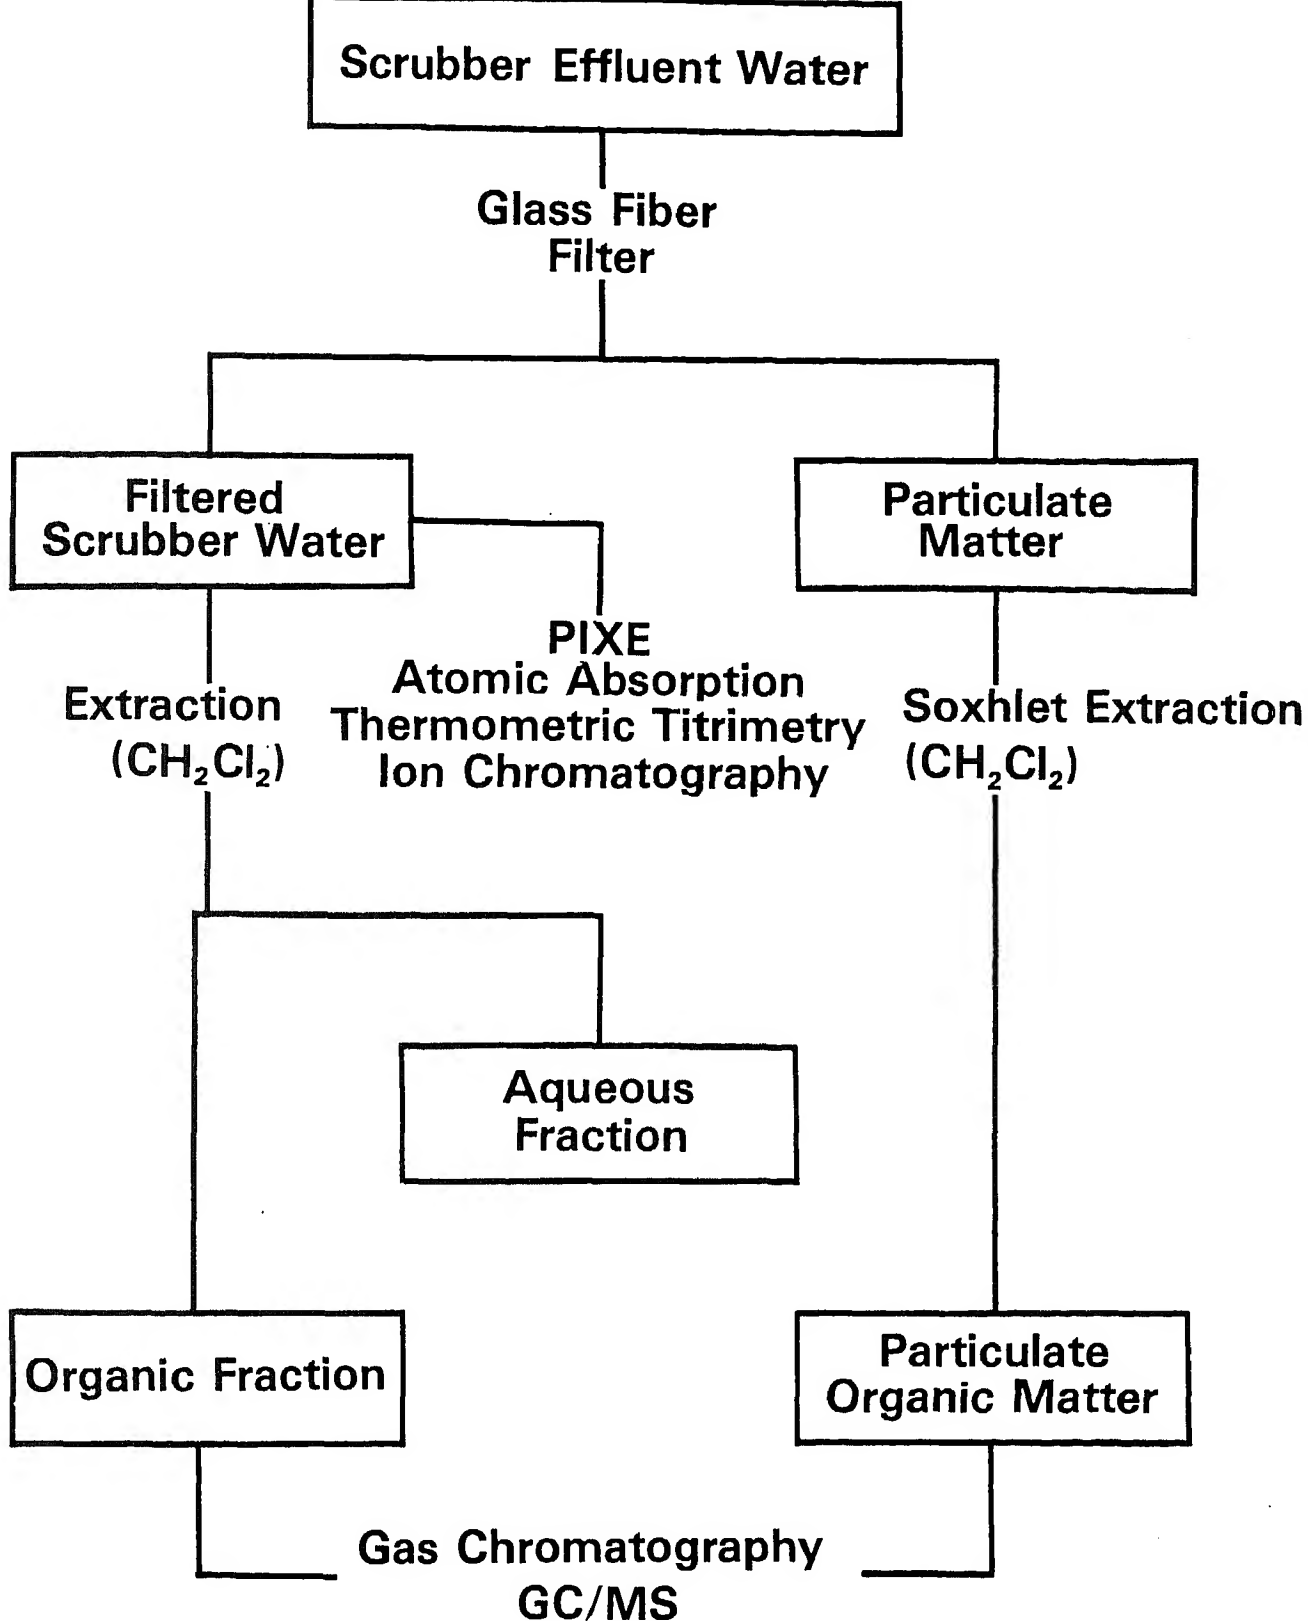 Scrubber Effluent Water
Glass Fiber
Filter
Filtered
Scrubber Water
Particulate
Matter
PIXE
Atomic Absorption
Thermometric Titrimetry
Ion Chromatography
Extraction
(CH₂Cl₂)
Soxhlet Extraction
(CH₂Cl₂)
Aqueous
Fraction
Organic Fraction
Particulate
Organic Matter
Gas Chromatography
GC/MS